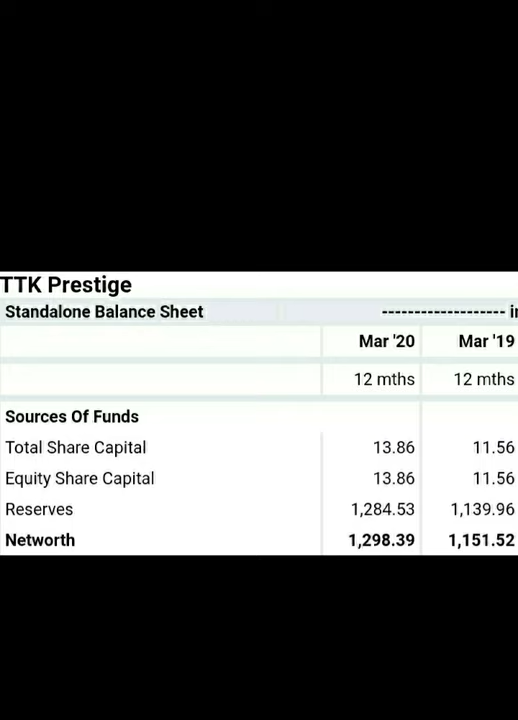 TTK Prestige
Standalone Balance Sheet ------------------- in
Mar '20 Mar '19
12 mths 12 mths
Sources Of Funds
Total Share Capital 13.86 11.56
Equity Share Capital 13.86 11.56
Reserves 1,284.53 1,139.96
Networth 1,298.39 1,151.52